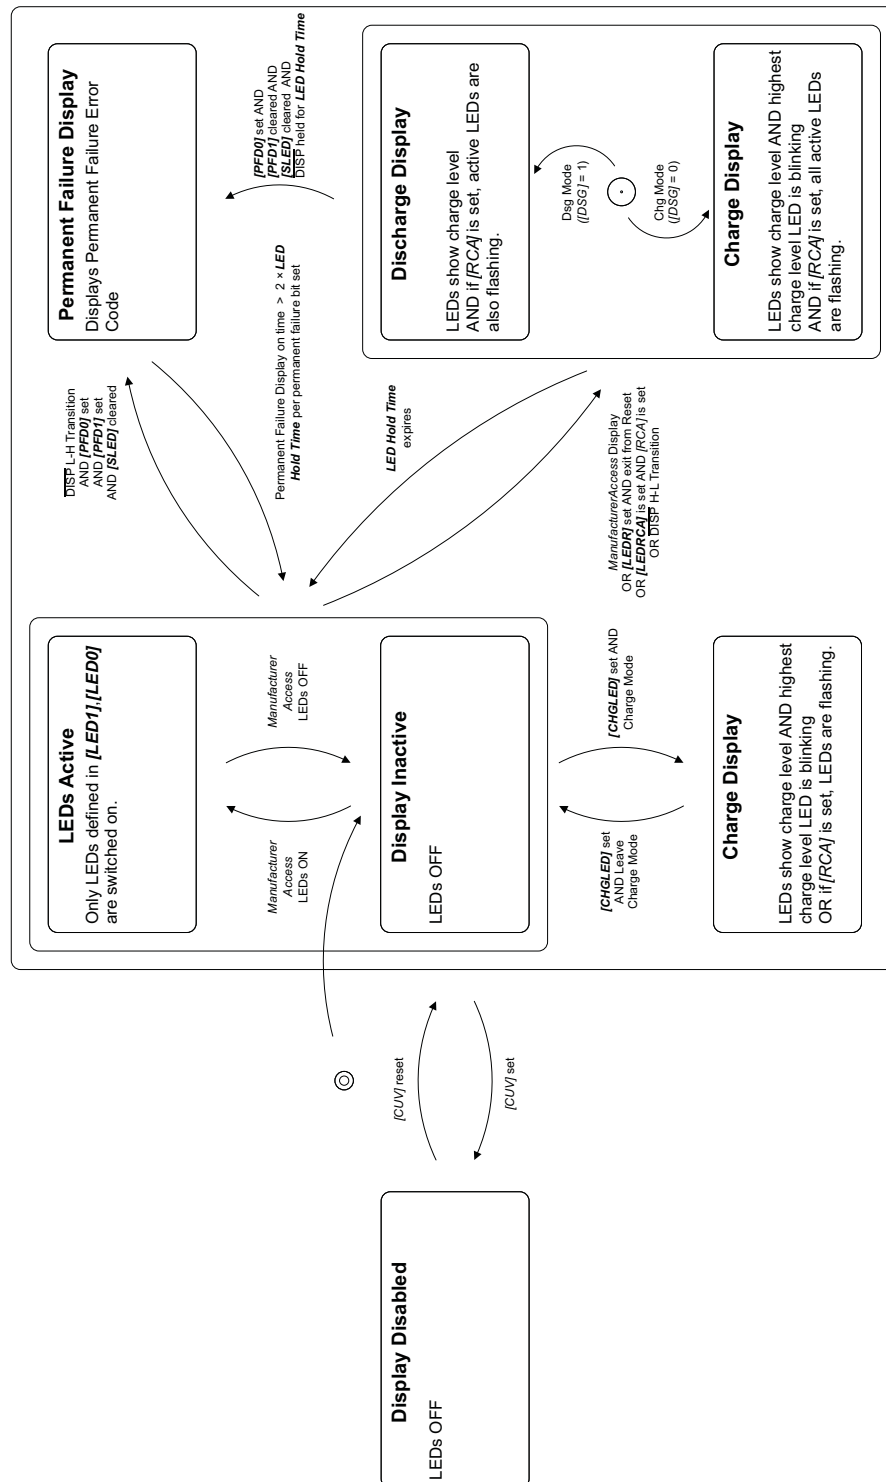 Display Disabled
LEDs OFF
[CUV] reset
[CUV] set
LEDs Active
Only LEDs defined in [LED1],[LED0]
are switched on.
Manufacturer
Access
LEDs ON
Manufacturer
Access
LEDs OFF
Display Inactive
LEDs OFF
[CHGLED] set
AND Leave
Charge Mode
[CHGLED] set AND
Charge Mode
Charge Display
LEDs show charge level AND highest
charge level LED is blinking
OR if [RCA] is set, LEDs are flashing.
DISP L-H Transition
AND [PFD0] set
AND [PFD1] set
AND [SLED] cleared
Permanent Failure Display on time > 2 × LED
Hold Time per permanent failure bit set
LED Hold Time
expires
ManufacturerAccess Display
OR [LEDR] set AND exit from Reset
OR [LEDRCA] is set AND [RCA] is set
OR DISP H-L Transition
Permanent Failure Display
Displays Permanent Failure Error
Code
[PFD0] set AND
[PFD1] cleared AND
[SLED] cleared AND
DISP held for LED Hold Time
Discharge Display
LEDs show charge level
AND if [RCA] is set, active LEDs are
also flashing.
Dsg Mode
([DSG] = 1)
Chg Mode
([DSG] = 0)
Charge Display
LEDs show charge level AND highest
charge level LED is blinking
AND if [RCA] is set, all active LEDs
are flashing.